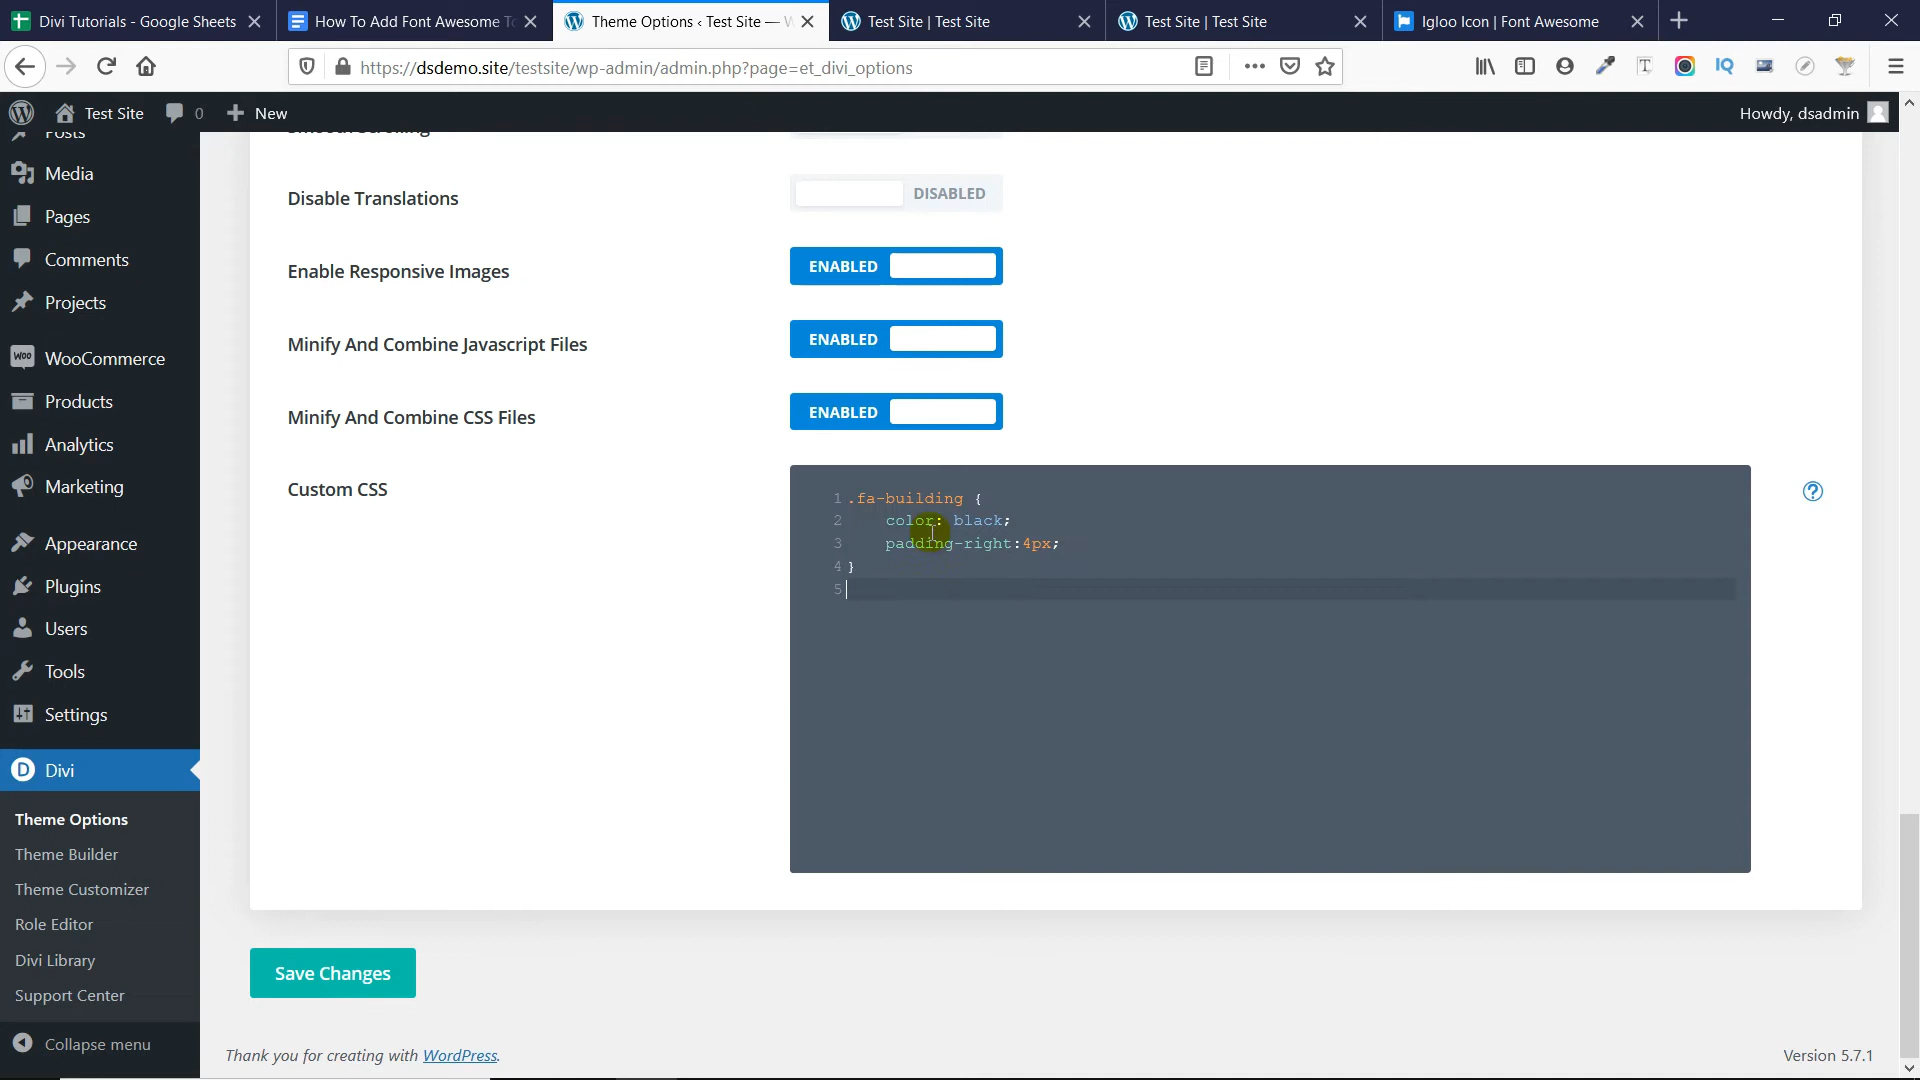 Divi Tutorials - Google Sheets
How To Add Font Awesome To
Theme Options ‹ Test Site — W
Test Site | Test Site
Test Site | Test Site
Igloo Icon | Font Awesome
https://dsdemo.site/testsite/wp-admin/admin.php?page=et_divi_options
Test Site
0
New
Howdy, dsadmin
Posts
Media
Pages
Comments
Projects
WooCommerce
Products
Analytics
Marketing
Appearance
Plugins
Users
Tools
Settings
Divi
Theme Options
Theme Builder
Theme Customizer
Role Editor
Divi Library
Support Center
Collapse menu
Smooth Scrolling
Disable Translations
DISABLED
Enable Responsive Images
ENABLED
Minify And Combine Javascript Files
ENABLED
Minify And Combine CSS Files
ENABLED
Custom CSS
1 .fa-building {
2 color: black;
3 padding-right:4px;
4 }
5
Save Changes
Thank you for creating with WordPress.
Version 5.7.1